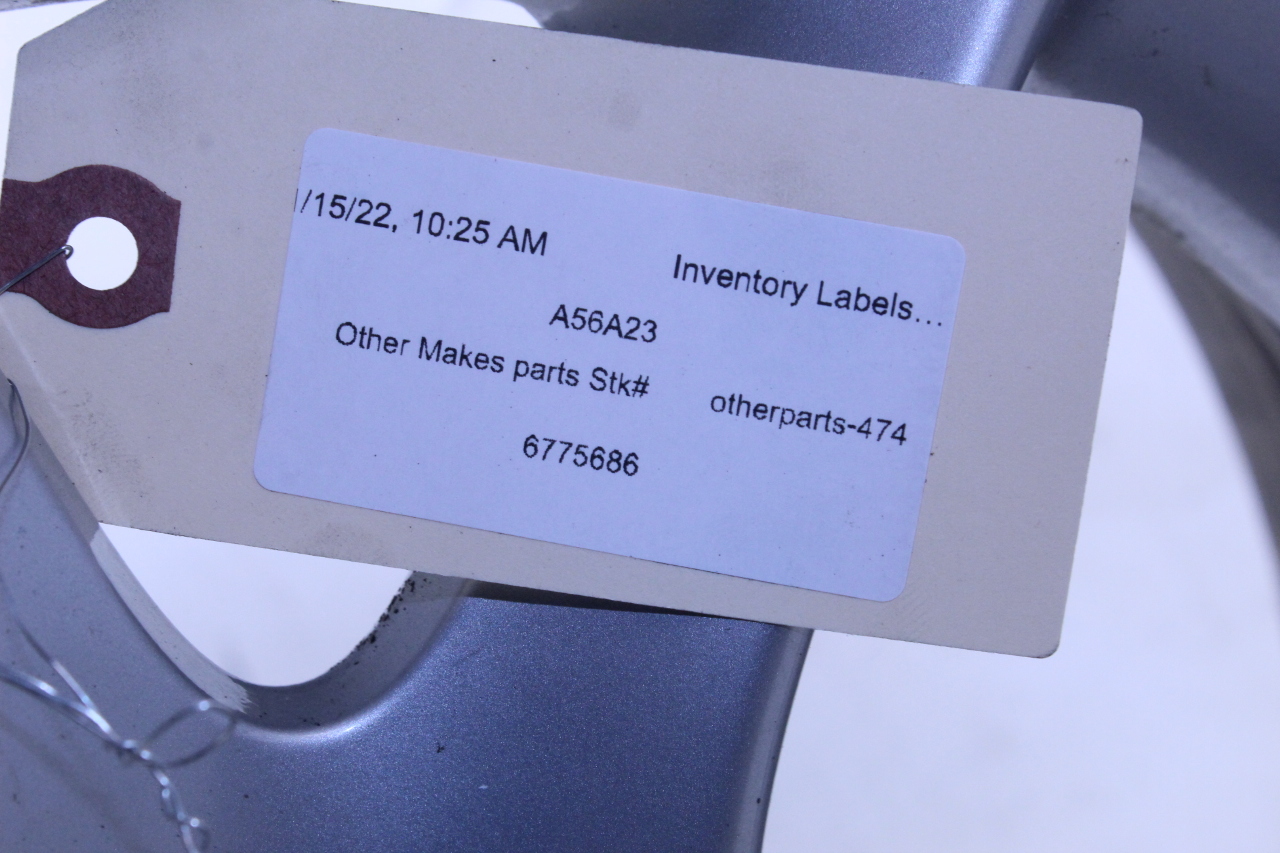 /15/22, 10:25 AM
Inventory Labels...
A56A23
Other Makes parts Stk# otherparts-474
6775686